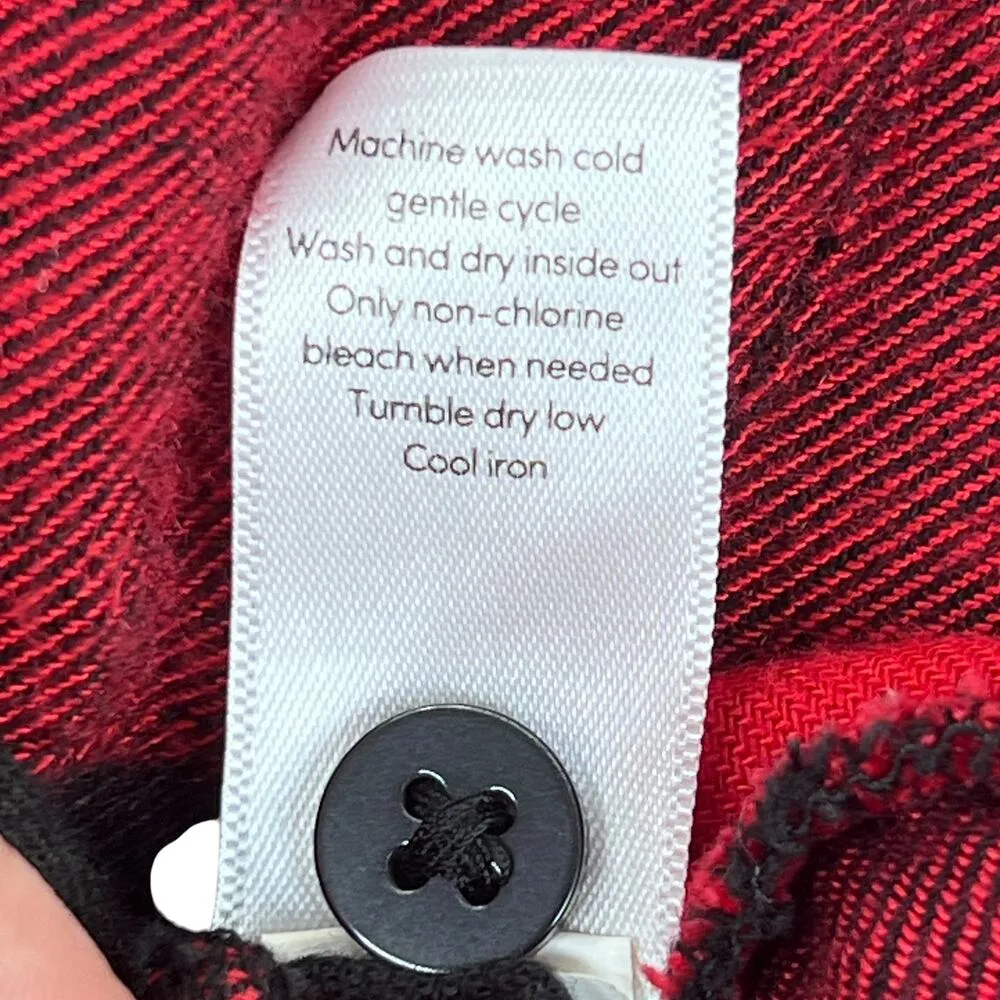 Machine wash cold
gentle cycle
Wash and dry inside out
Only non-chlorine
bleach when needed
Tumble dry low
Cool iron